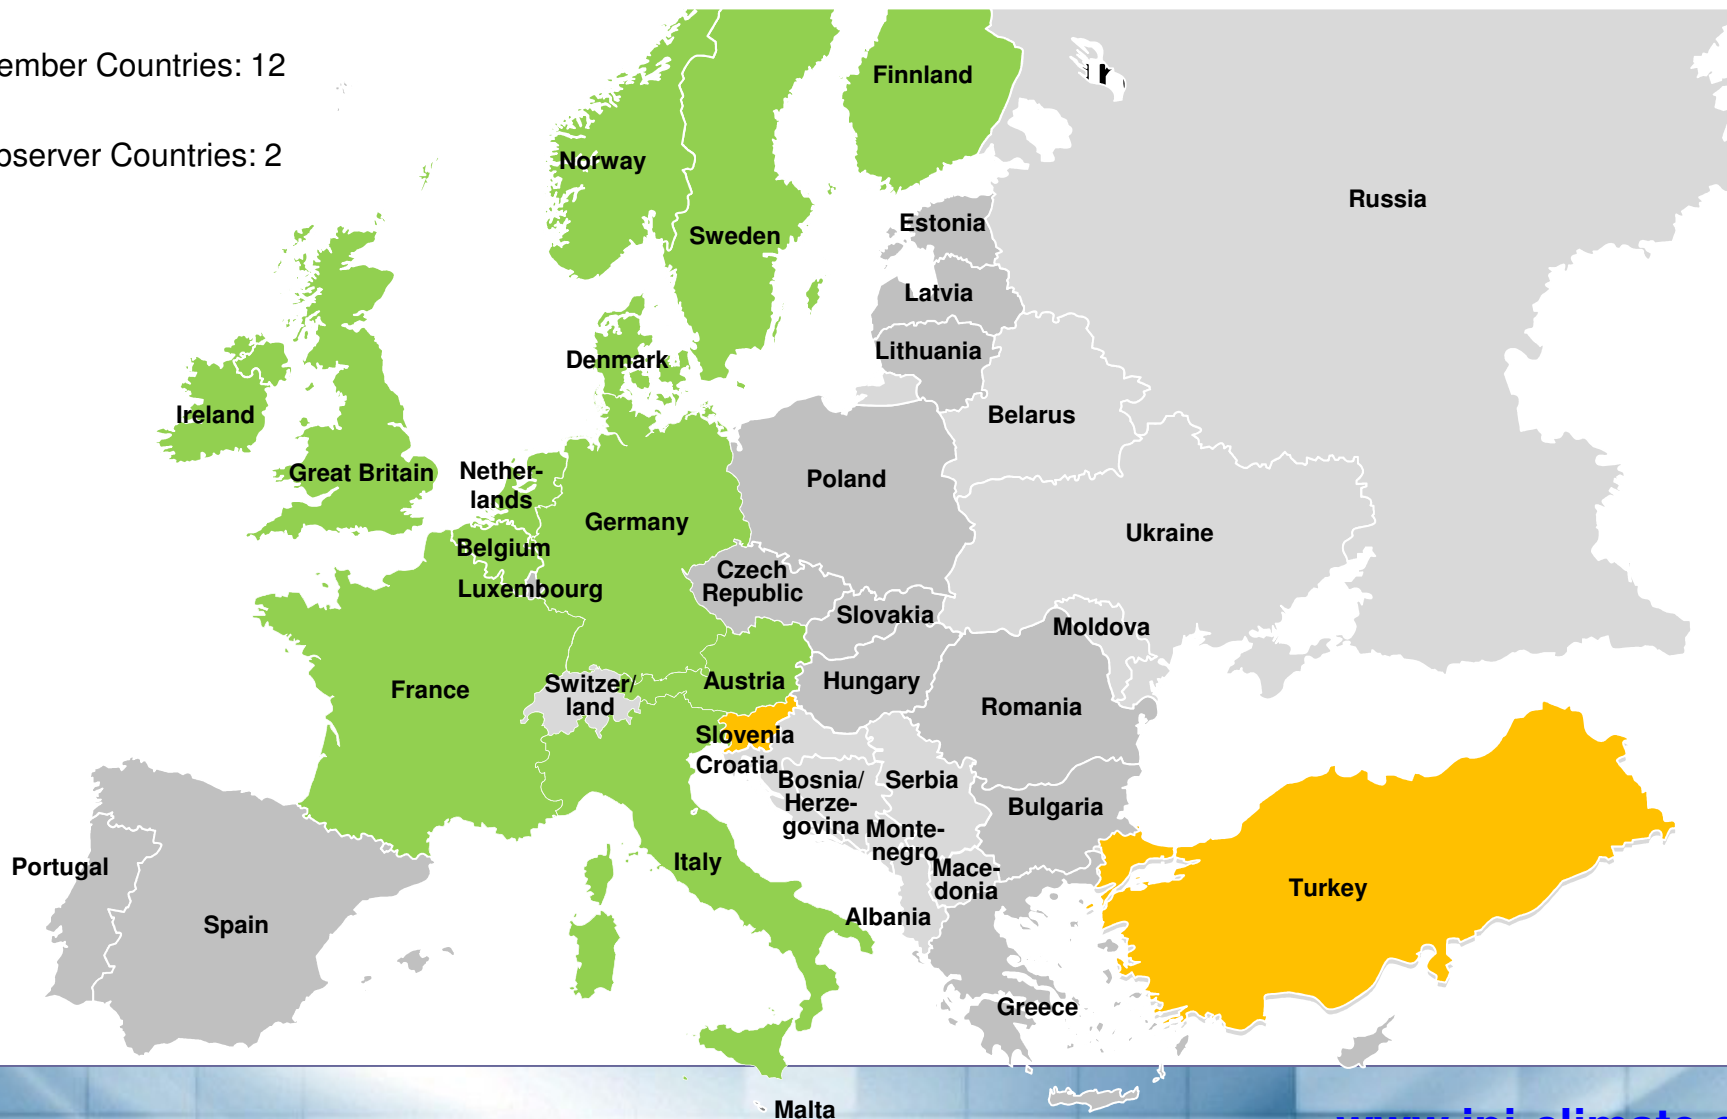 ember Countries: 12
Finnland
bserver Countries: 2
Norway
Russia
Estonia
Sweden
Latvia
Lithuania
Denmark
Ireland
Belarus
Great Britain
Nether-
lands
Poland
Germany
Ukraine
Belgium
Czech
Republic
Luxembourg
Slovakia
Moldova
France
Switzer/
land
Austria
Hungary
Romania
Slovenia
Croatia
Bosnia/
Herze-
govina
Serbia
Bulgaria
Monte-
negro
Italy
Mace-
donia
Portugal
Turkey
Albania
Spain
Greece
Malta